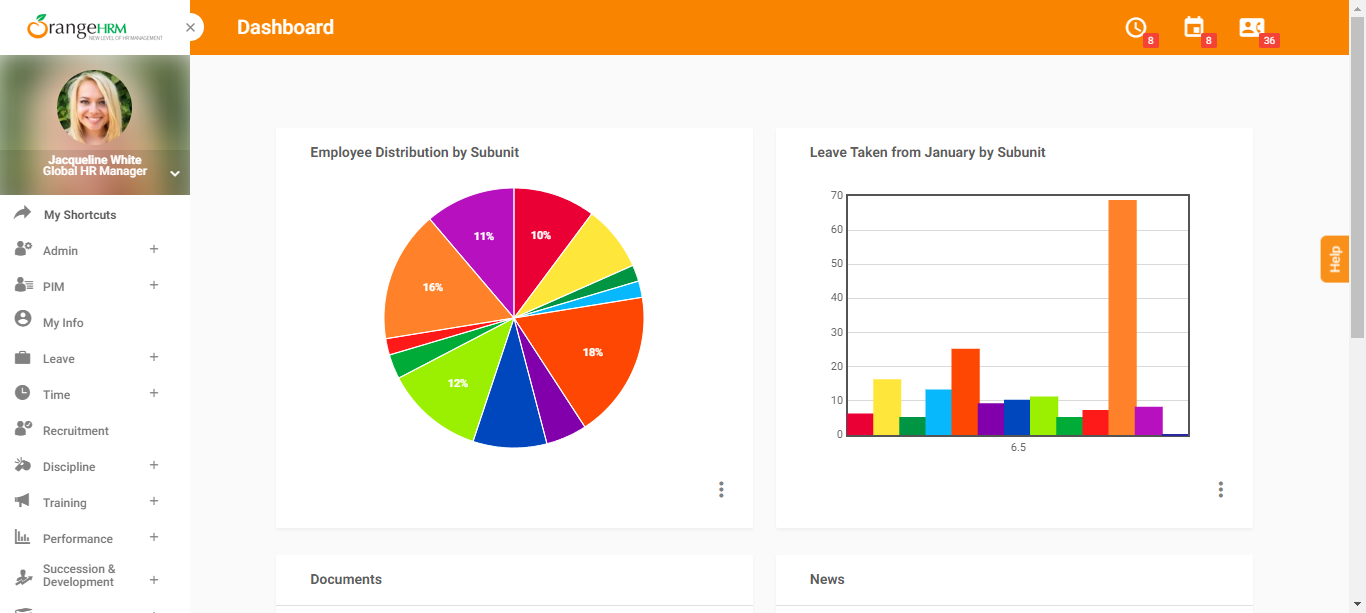 OrangeHRM
NEW LEVEL OF HR MANAGEMENT
Dashboard
8
8
36
Jacqueline White
Global HR Manager
My Shortcuts
Admin
PIM
My Info
Leave
Time
Recruitment
Discipline
Training
Performance
Succession &
Development
Employee Distribution by Subunit
10%
18%
12%
16%
11%
Leave Taken from January by Subunit
70
60
50
40
30
20
10
0
6.5
Help
Documents
News